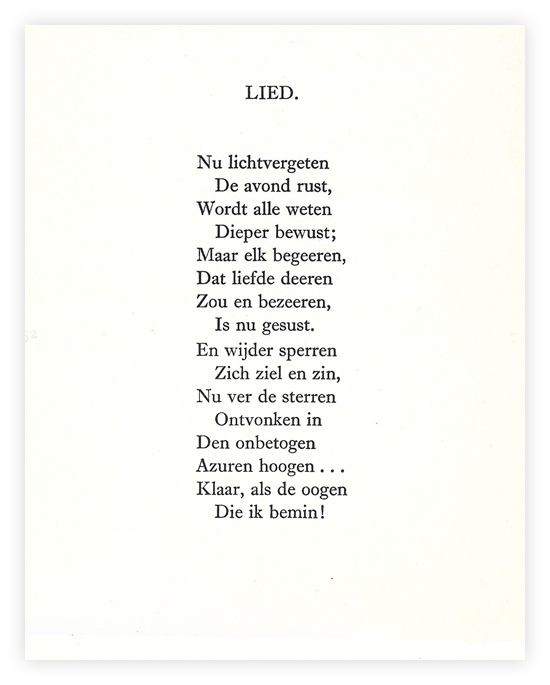 LIED.
Nu lichtvergeten
De avond rust,
Wordt alle weten
Dieper bewust;
Maar elk begeeren,
Dat liefde deeren
Zou en bezeeren,
Is nu gesust.
En wijder sperren
Zich ziel en zin,
Nu ver de sterren
Ontvonken in
Den onbetogen
Azuren hoogen . . .
Klaar, als de oogen
Die ik bemin!